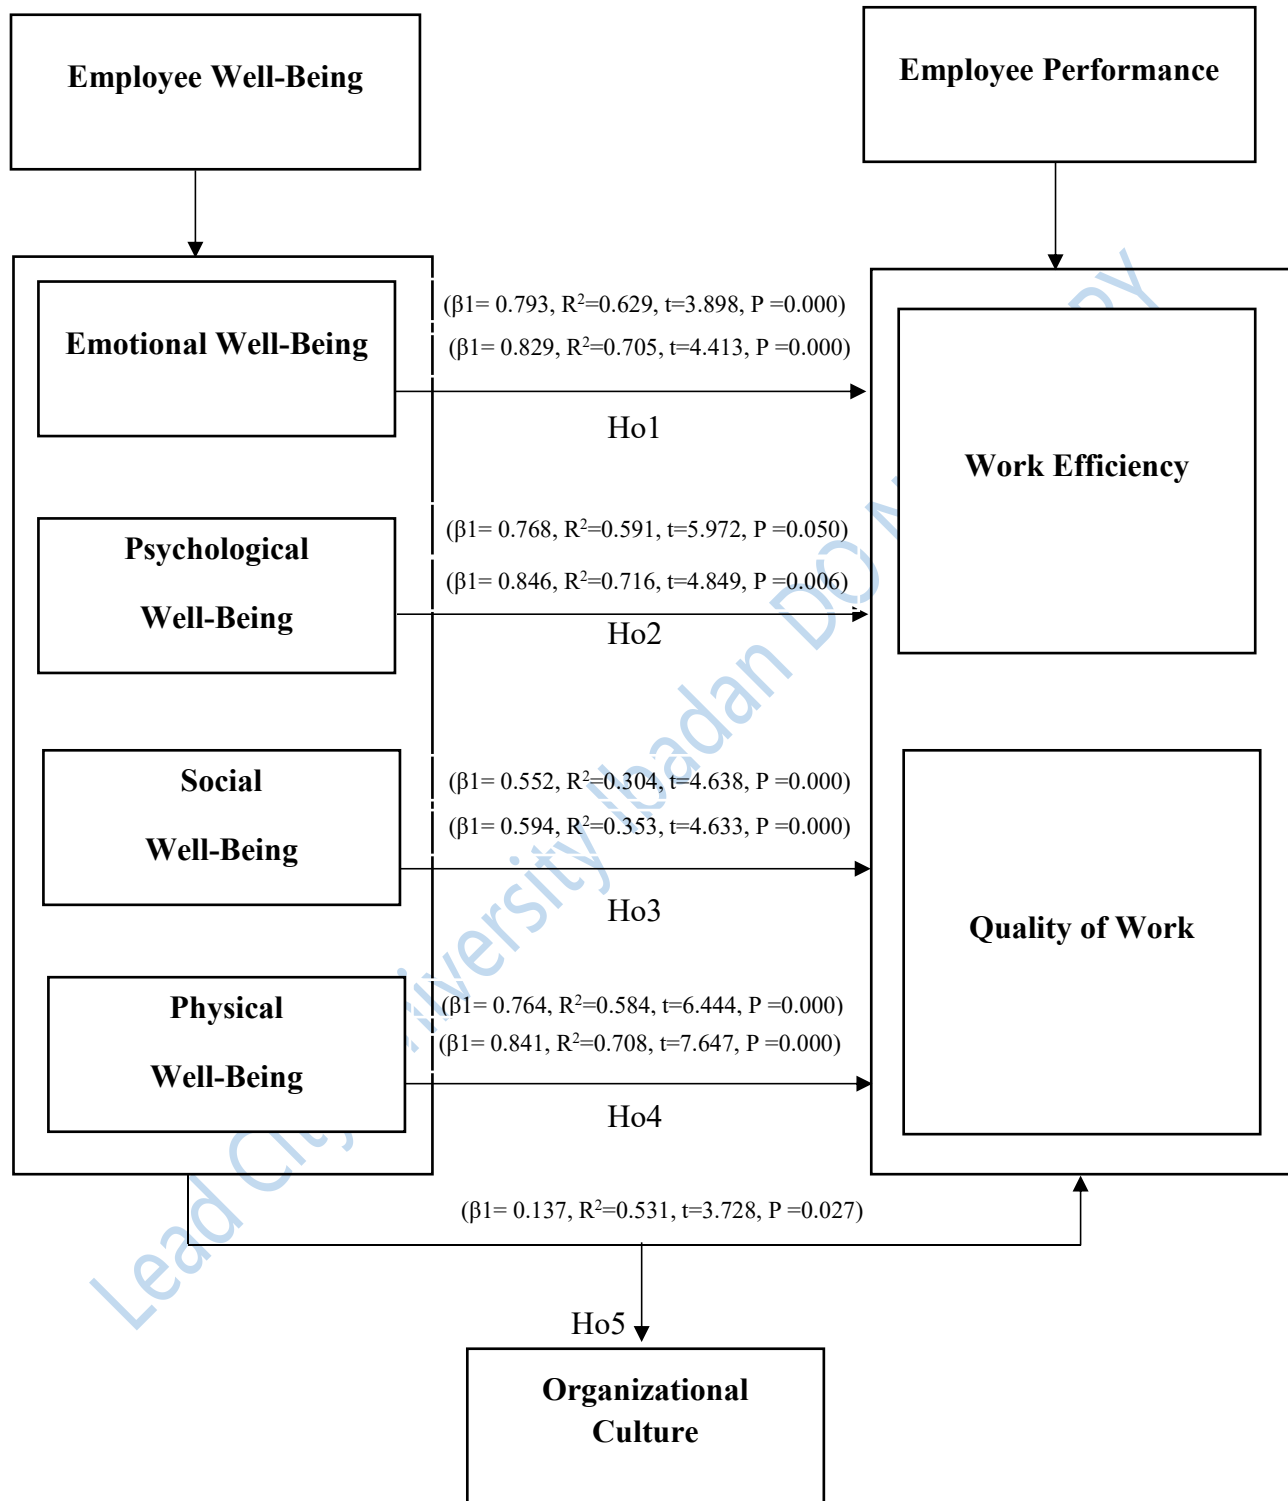 Employee Well-Being
Employee Performance
Emotional Well-Being
(β1= 0.793, R²=0.629, t=3.898, P =0.000)
(β1= 0.829, R²=0.705, t=4.413, P =0.000)
Ho1
Work Efficiency
Psychological
Well-Being
(β1= 0.768, R²=0.591, t=5.972, P =0.050)
(β1= 0.846, R²=0.716, t=4.849, P =0.006)
Ho2
Social
Well-Being
(β1= 0.552, R²=0.304, t=4.638, P =0.000)
(β1= 0.594, R²=0.353, t=4.633, P =0.000)
Ho3
Quality of Work
Physical
Well-Being
(β1= 0.764, R²=0.584, t=6.444, P =0.000)
(β1= 0.841, R²=0.708, t=7.647, P =0.000)
Ho4
(β1= 0.137, R²=0.531, t=3.728, P =0.027)
Ho5
Organizational
Culture
Lead City University Ibadan DO